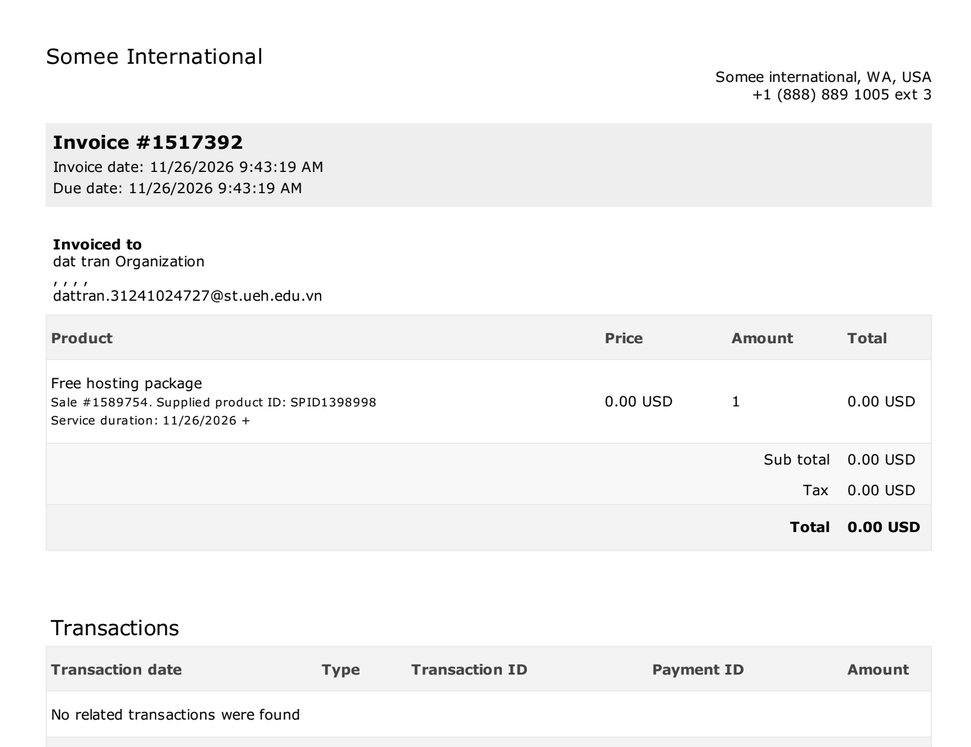 Somee International
Somee international, WA, USA
+1 (888) 889 1005 ext 3
Invoice #1517392
Invoice date: 11/26/2026 9:43:19 AM
Due date: 11/26/2026 9:43:19 AM
Invoiced to
dat tran Organization
, , , ,
dattran.31241024727@st.ueh.edu.vn
Product Price Amount Total
Free hosting package
Sale #1589754. Supplied product ID: SPID1398998
Service duration: 11/26/2026 +
0.00 USD 1 0.00 USD
Sub total 0.00 USD
Tax 0.00 USD
Total 0.00 USD
Transactions
Transaction date Type Transaction ID Payment ID Amount
No related transactions were found